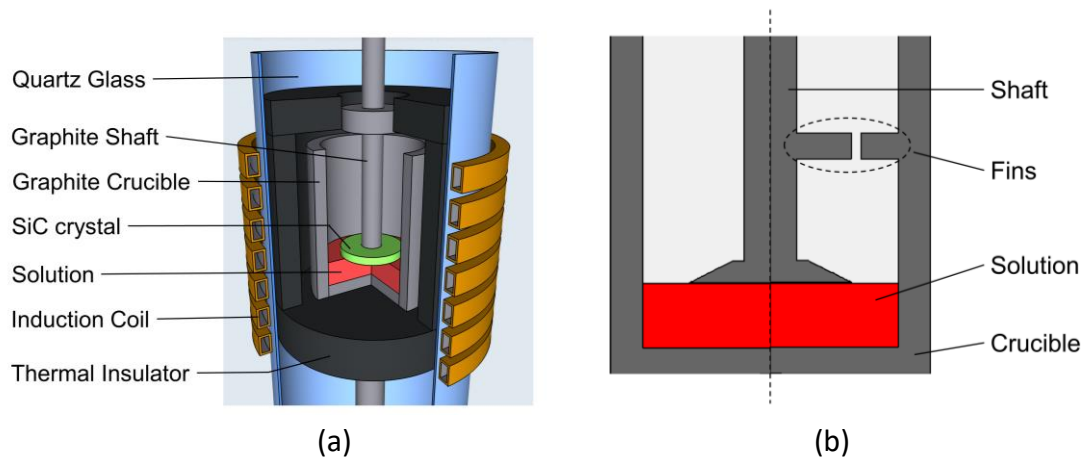 Quartz Glass
Graphite Shaft
Graphite Crucible
SiC crystal
Solution
Induction Coil
Thermal Insulator
(a)
Shaft
Fins
Solution
Crucible
(b)